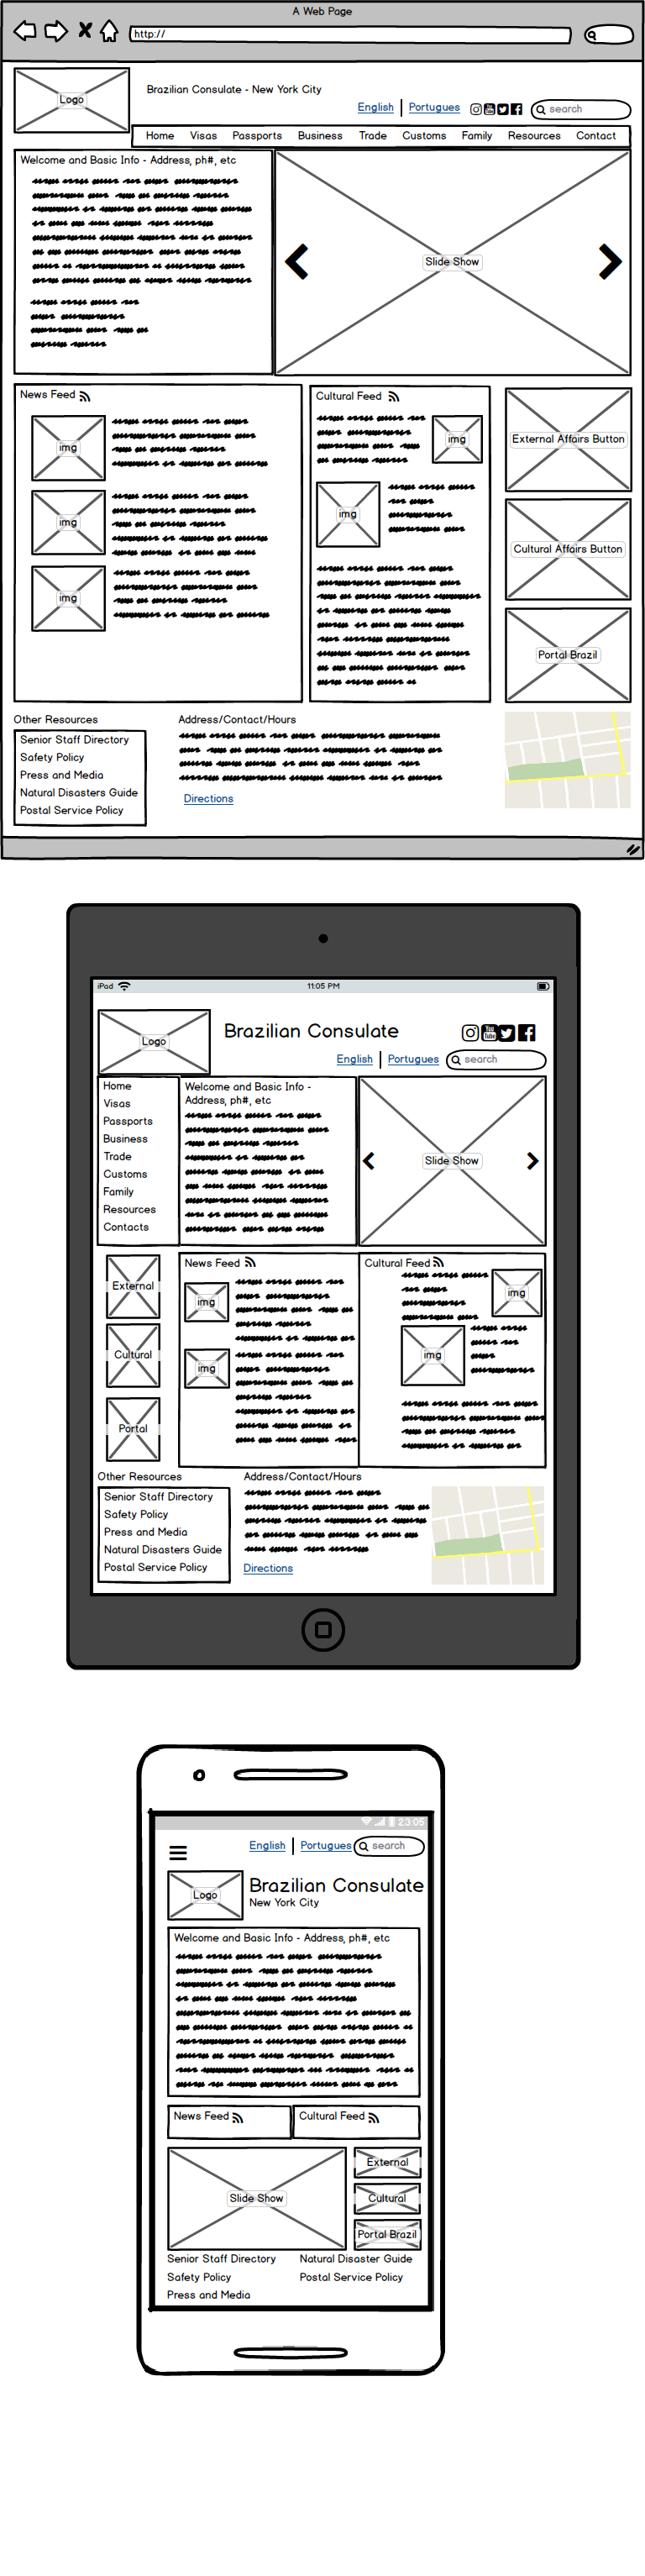 A Web Page
http://
Logo
Brazilian Consulate - New York City
English Portugues search
Home Visas Passports Business Trade Customs Family Resources Contact
Welcome and Basic Info - Address, ph#, etc
Slide Show
News Feed
img
img
img
Cultural Feed
img
img
External Affairs Button
Cultural Affairs Button
Portal Brazil
Other Resources
Senior Staff Directory
Safety Policy
Press and Media
Natural Disasters Guide
Postal Service Policy
Address/Contact/Hours
Directions
iPad 11:05 PM
Logo
Brazilian Consulate
You Tube
English Portugues search
Home
Visas
Passports
Business
Trade
Customs
Family
Resources
Contacts
Welcome and Basic Info -
Address, ph#, etc
Slide Show
External
Cultural
Portal
News Feed
img
img
Cultural Feed
img
img
Other Resources
Senior Staff Directory
Safety Policy
Press and Media
Natural Disasters Guide
Postal Service Policy
Address/Contact/Hours
Directions
23:05
English Portugues search
Logo
Brazilian Consulate
New York City
Welcome and Basic Info - Address, ph#, etc
News Feed
Cultural Feed
Slide Show
External
Cultural
Portal Brazil
Senior Staff Directory Natural Disaster Guide
Safety Policy Postal Service Policy
Press and Media